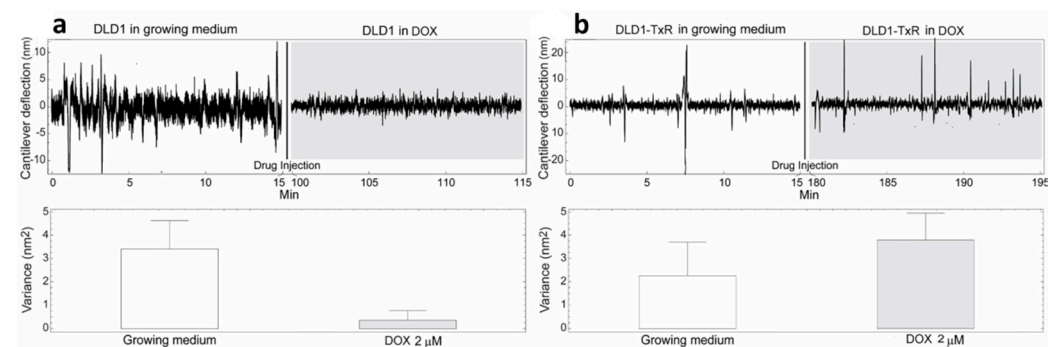 a
DLD1 in growing medium
DLD1 in DOX
Cantilever deflection (nm)
10
5
0
-5
-10
Drug Injection
0
5
10
15
100
105
110
115
Min
Variance (nm2)
5
4
3
2
1
0
Growing medium
DOX 2 μM
b
DLD1-TxR in growing medium
DLD1-TxR in DOX
Cantilever deflection (nm)
20
10
0
-10
-20
Drug Injection
0
5
10
15
180
185
190
195
Min
Variance (nm2)
5
4
3
2
1
0
Growing medium
DOX 2 μM